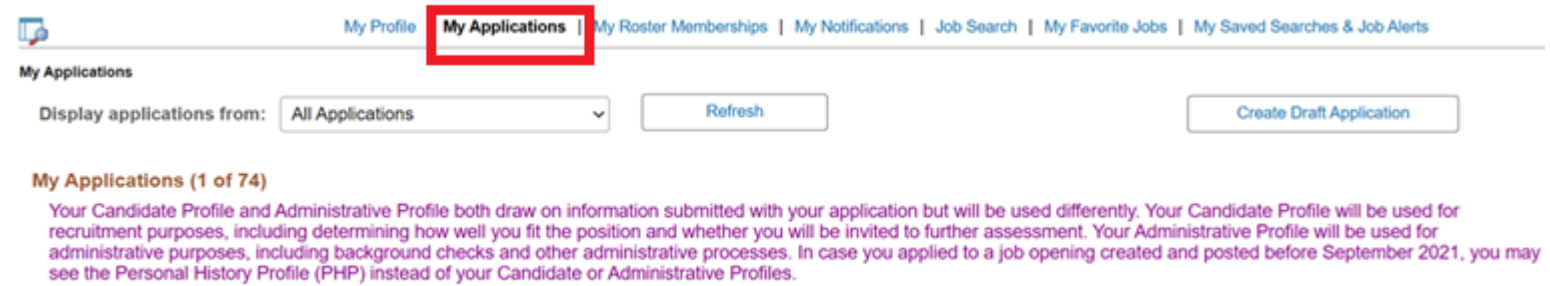 My Profile My Applications | My Roster Memberships | My Notifications | Job Search | My Favorite Jobs | My Saved Searches & Job Alerts
My Applications
Display applications from: All Applications Refresh Create Draft Application
My Applications (1 of 74)
Your Candidate Profile and Administrative Profile both draw on information submitted with your application but will be used differently. Your Candidate Profile will be used for
recruitment purposes, including determining how well you fit the position and whether you will be invited to further assessment. Your Administrative Profile will be used for
administrative purposes, including background checks and other administrative processes. In case you applied to a job opening created and posted before September 2021, you may
see the Personal History Profile (PHP) instead of your Candidate or Administrative Profiles.